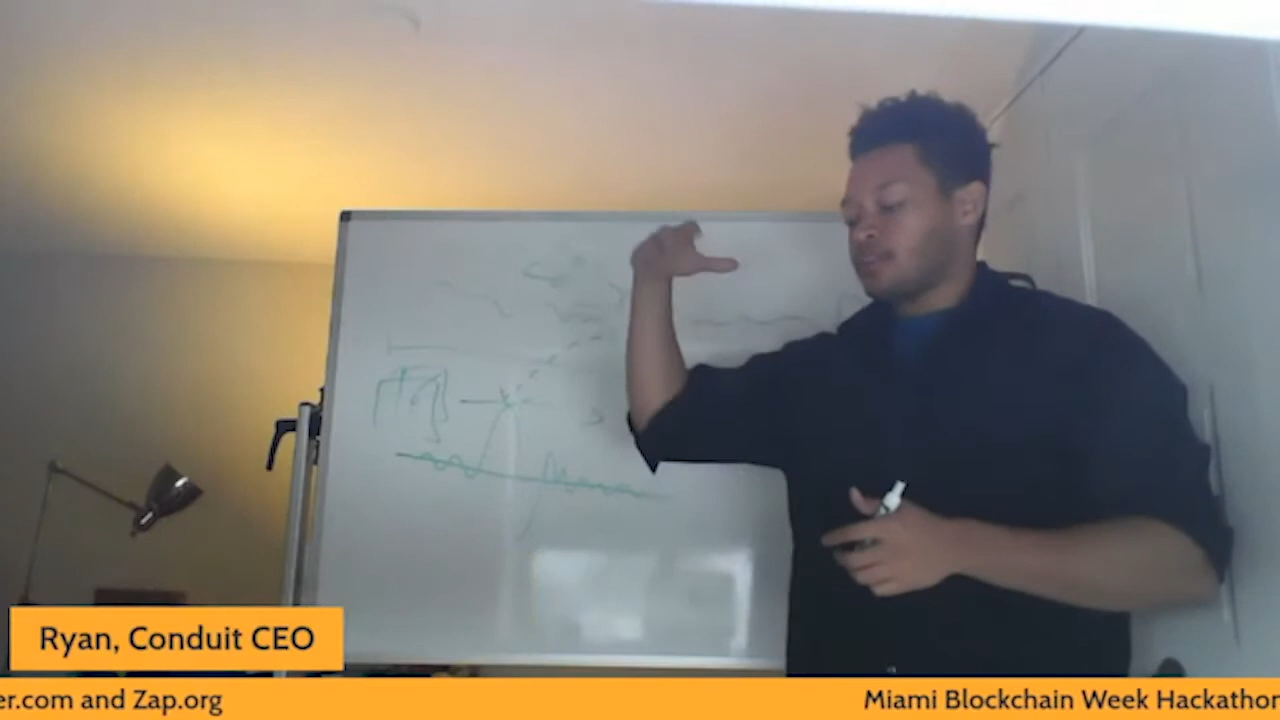 Ryan, Conduit CEO
er.com and Zap.org
Miami Blockchain Week Hackathon